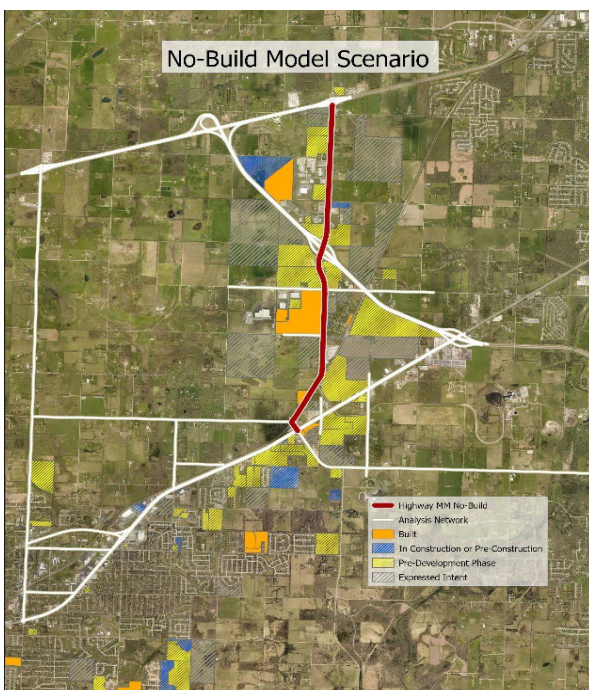 No-Build Model Scenario
Highway MM No-Build
Analysis Network
Built
In Construction or Pre-Construction
Pre-Development Phase
Expressed Intent